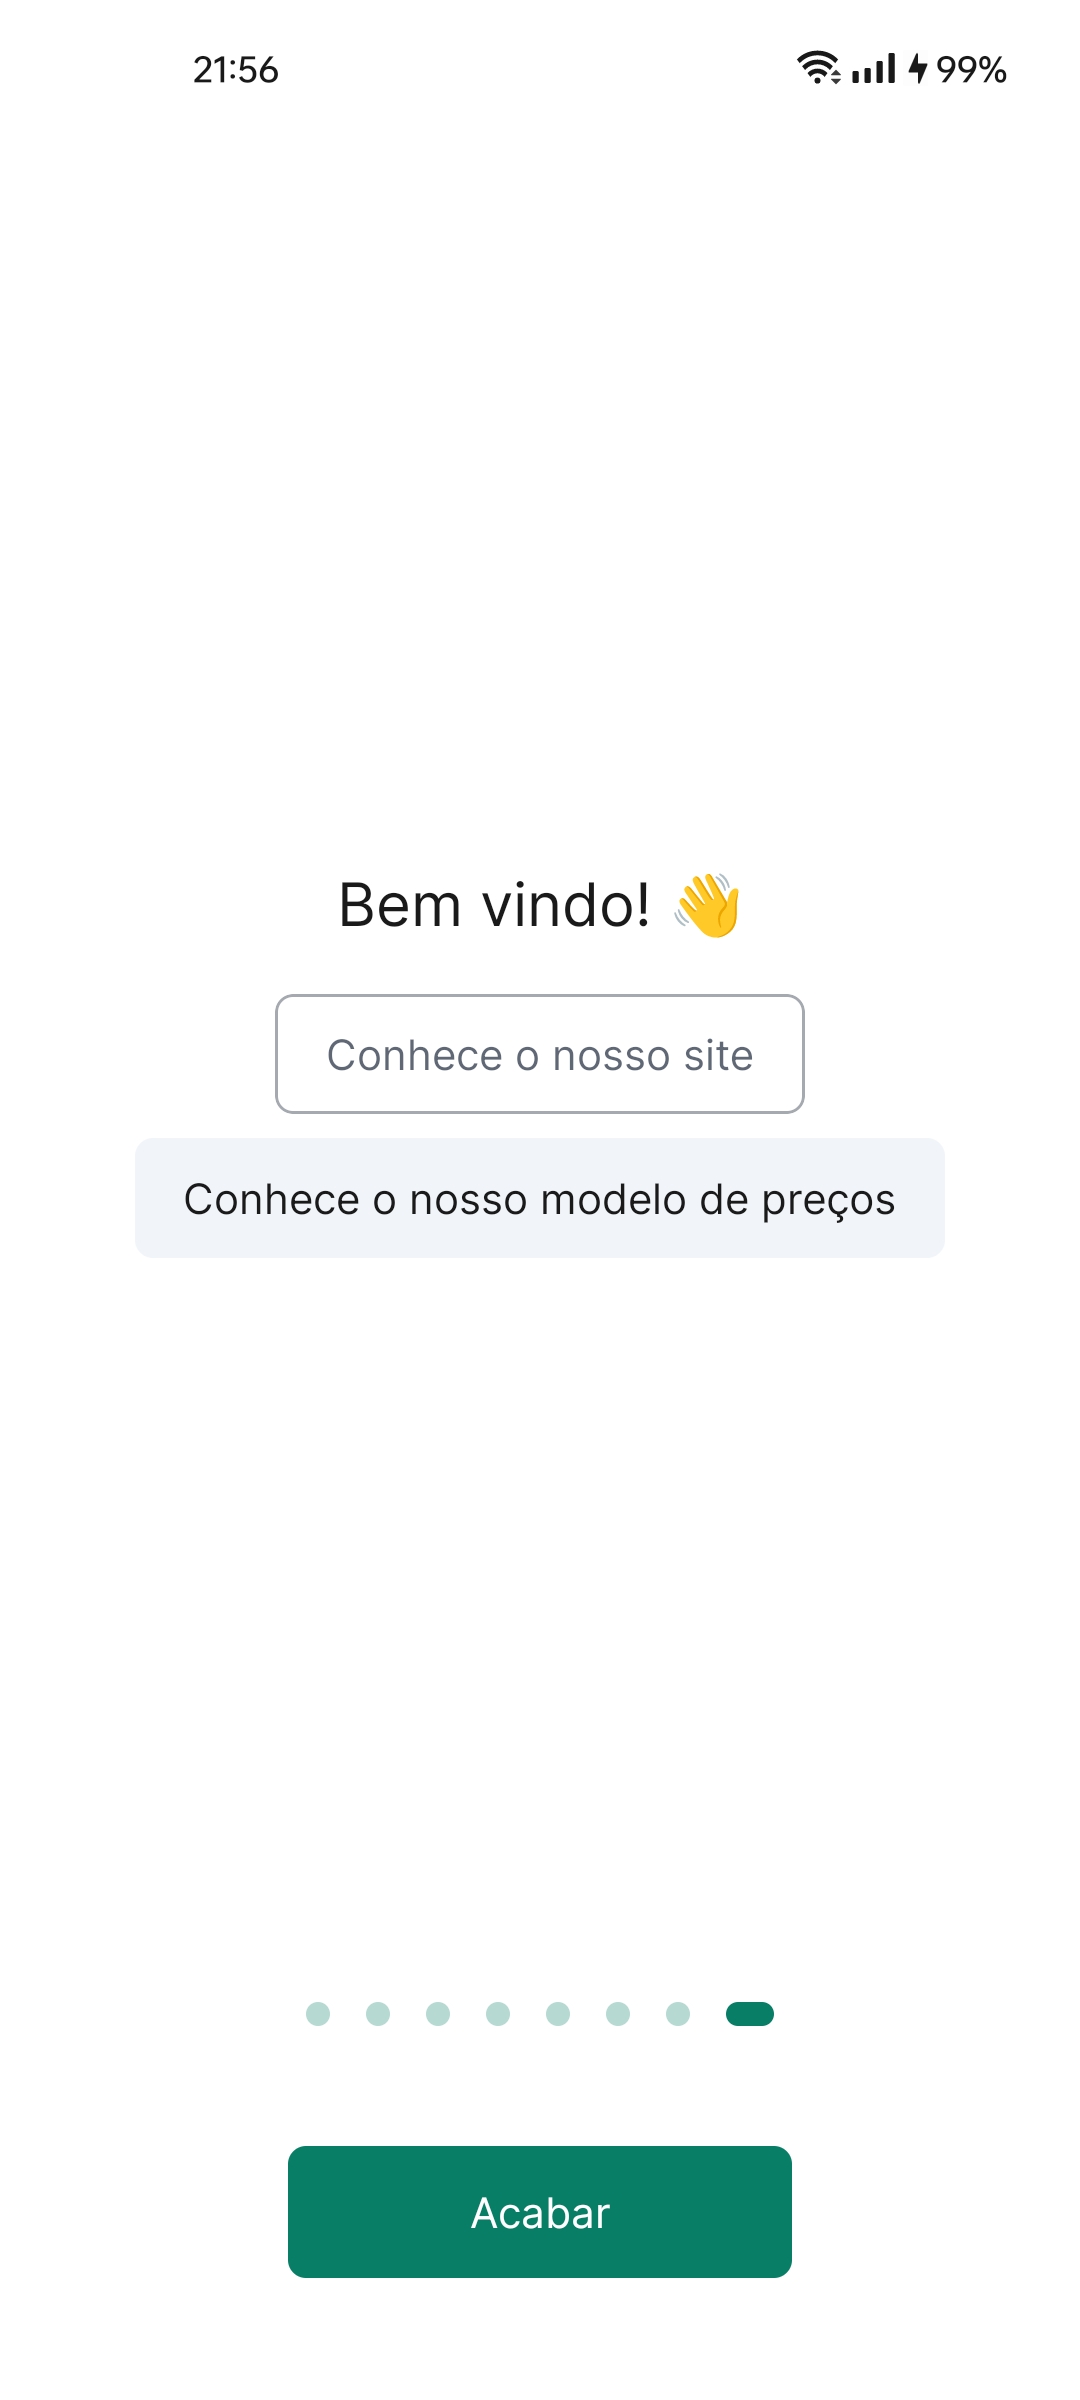 21:56 99%
Bem vindo! 👋
Conhece o nosso site
Conhece o nosso modelo de preços
Acabar